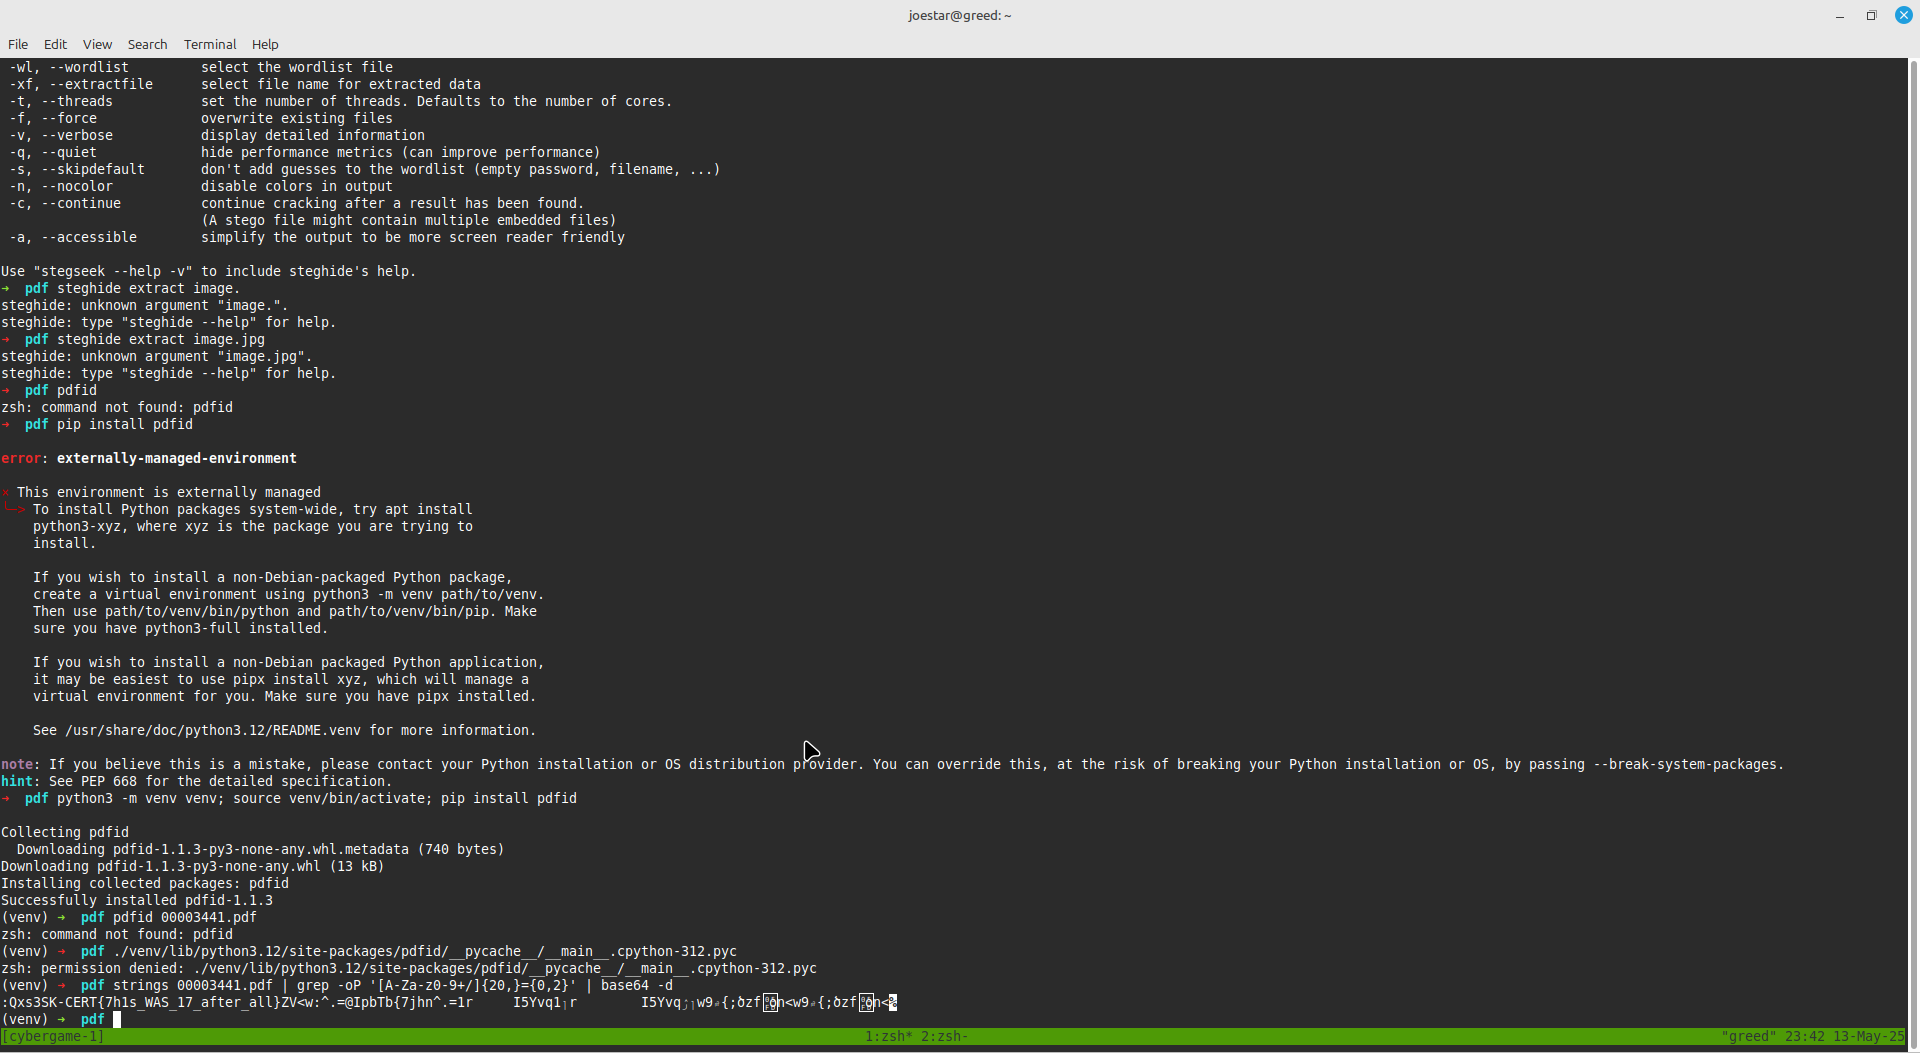 joestar@greed: ~
File Edit View Search Terminal Help
-wl, --wordlist select the wordlist file
-xf, --extractfile select file name for extracted data
-t, --threads set the number of threads. Defaults to the number of cores.
-f, --force overwrite existing files
-v, --verbose display detailed information
-q, --quiet hide performance metrics (can improve performance)
-s, --skipdefault don't add guesses to the wordlist (empty password, filename, ...)
-n, --nocolor disable colors in output
-c, --continue continue cracking after a result has been found.
(A stego file might contain multiple embedded files)
-a, --accessible simplify the output to be more screen reader friendly
Use "stegseek --help -v" to include steghide's help.
➜ pdf steghide extract image.
steghide: unknown argument "image.".
steghide: type "steghide --help" for help.
➜ pdf steghide extract image.jpg
steghide: unknown argument "image.jpg".
steghide: type "steghide --help" for help.
➜ pdf pdfid
zsh: command not found: pdfid
➜ pdf pip install pdfid
error: externally-managed-environment
× This environment is externally managed
╰─> To install Python packages system-wide, try apt install
python3-xyz, where xyz is the package you are trying to
install.
If you wish to install a non-Debian-packaged Python package,
create a virtual environment using python3 -m venv path/to/venv.
Then use path/to/venv/bin/python and path/to/venv/bin/pip. Make
sure you have python3-full installed.
If you wish to install a non-Debian packaged Python application,
it may be easiest to use pipx install xyz, which will manage a
virtual environment for you. Make sure you have pipx installed.
See /usr/share/doc/python3.12/README.venv for more information.
note: If you believe this is a mistake, please contact your Python installation or OS distribution provider. You can override this, at the risk of breaking your Python installation or OS, by passing --break-system-packages.
hint: See PEP 668 for the detailed specification.
➜ pdf python3 -m venv venv; source venv/bin/activate; pip install pdfid
Collecting pdfid
Downloading pdfid-1.1.3-py3-none-any.whl.metadata (740 bytes)
Downloading pdfid-1.1.3-py3-none-any.whl (13 kB)
Installing collected packages: pdfid
Successfully installed pdfid-1.1.3
(venv) ➜ pdf pdfid 00003441.pdf
zsh: command not found: pdfid
(venv) ➜ pdf ./venv/lib/python3.12/site-packages/pdfid/__pycache__/__main__.cpython-312.pyc
zsh: permission denied: ./venv/lib/python3.12/site-packages/pdfid/__pycache__/__main__.cpython-312.pyc
(venv) ➜ pdf strings 00003441.pdf | grep -oP '[A-Za-z0-9+/]{20,}={0,2}' | base64 -d
:Qxs3SK-CERT{7h1s_WAS_17_after_all}ZV<w:^.=@IpbTb{7jhn^.=1r I5Yvq1 r I5Yvq
(venv) ➜ pdf
[cybergame-1] 1:zsh* 2:zsh- "greed" 23:42 13-May-25